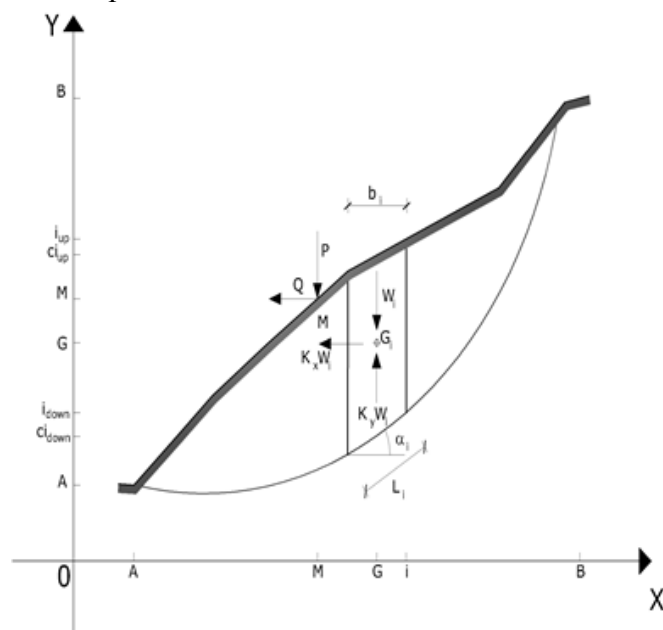 Y
B
b i
i up
ci up
P
M
Q
W i
M
G
G i
K x W i
i down
ci down
K y W i
α i
A
L i
0
A
M
G
i
B
X